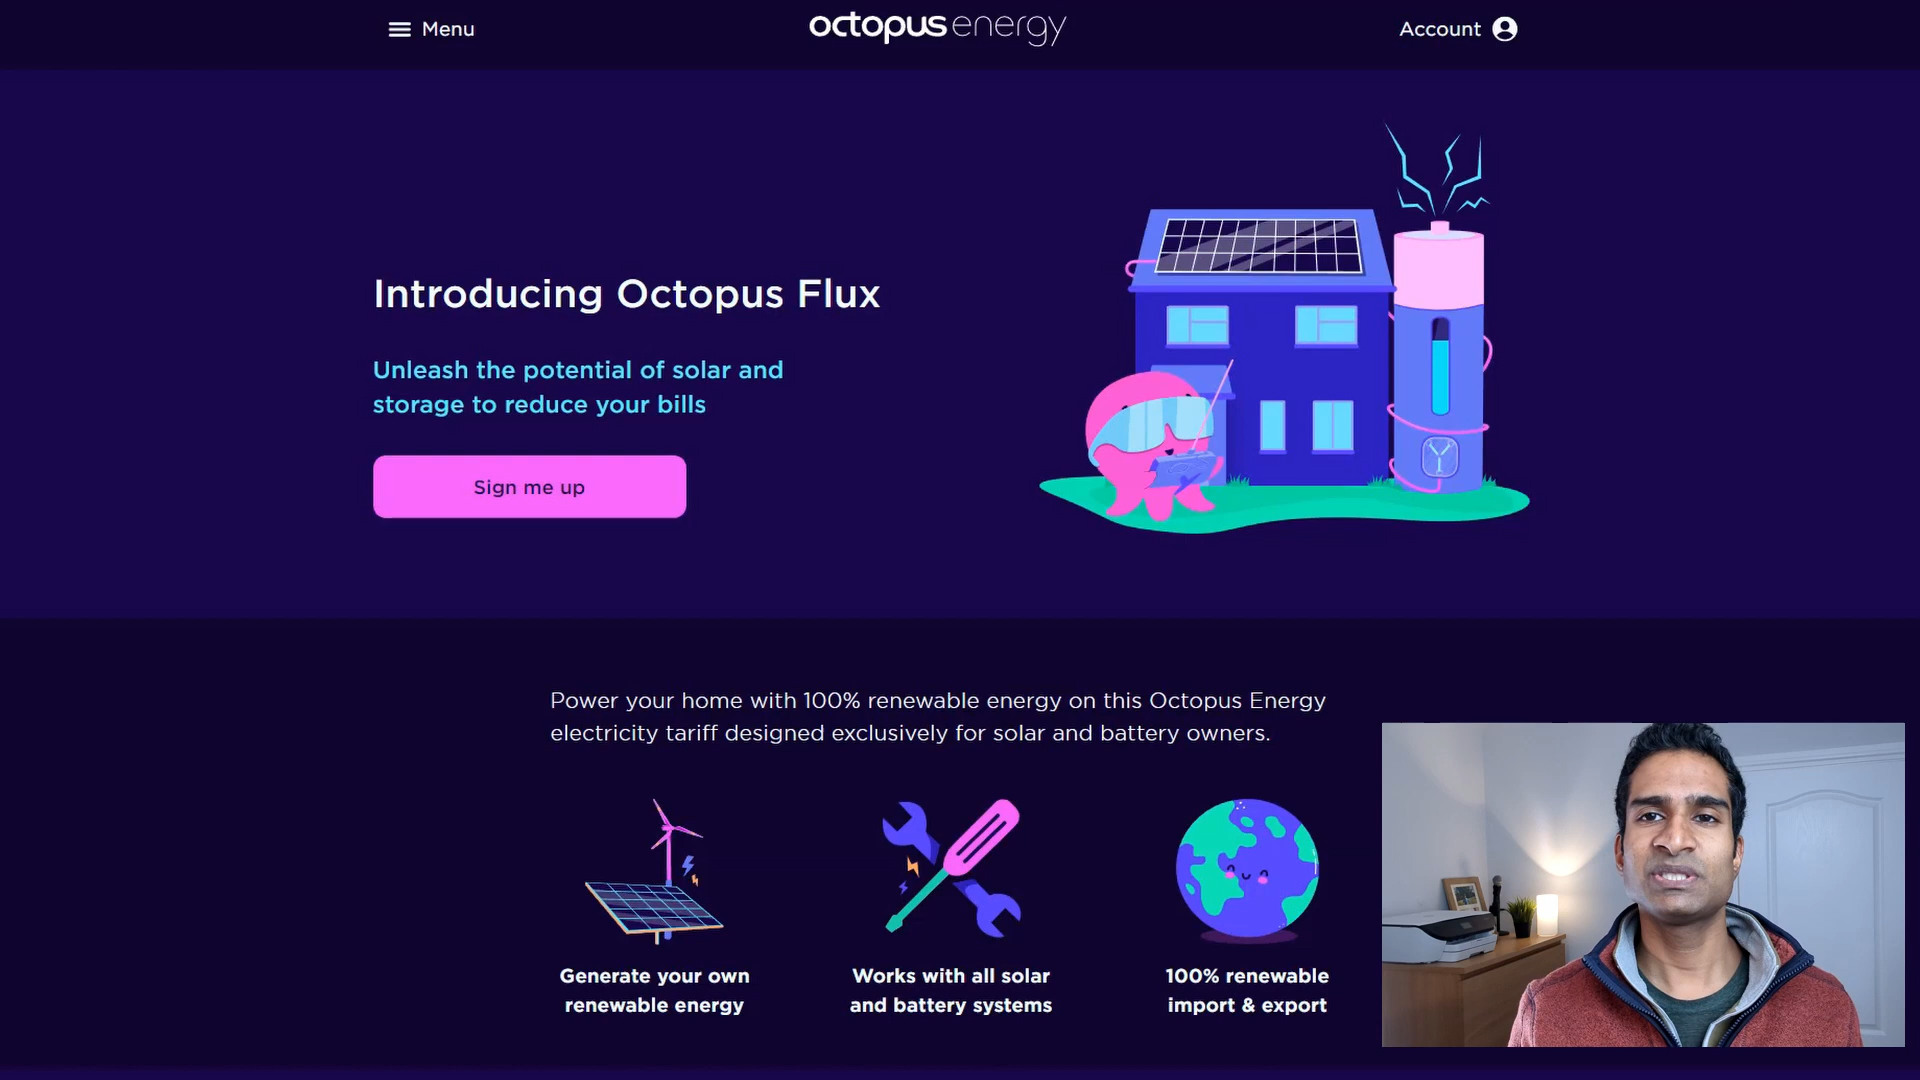 Menu
octopus energy
Account
Introducing Octopus Flux
Unleash the potential of solar and
storage to reduce your bills
Sign me up
Power your home with 100% renewable energy on this Octopus Energy
electricity tariff designed exclusively for solar and battery owners.
Generate your own
renewable energy
Works with all solar
and battery systems
100% renewable
import & export